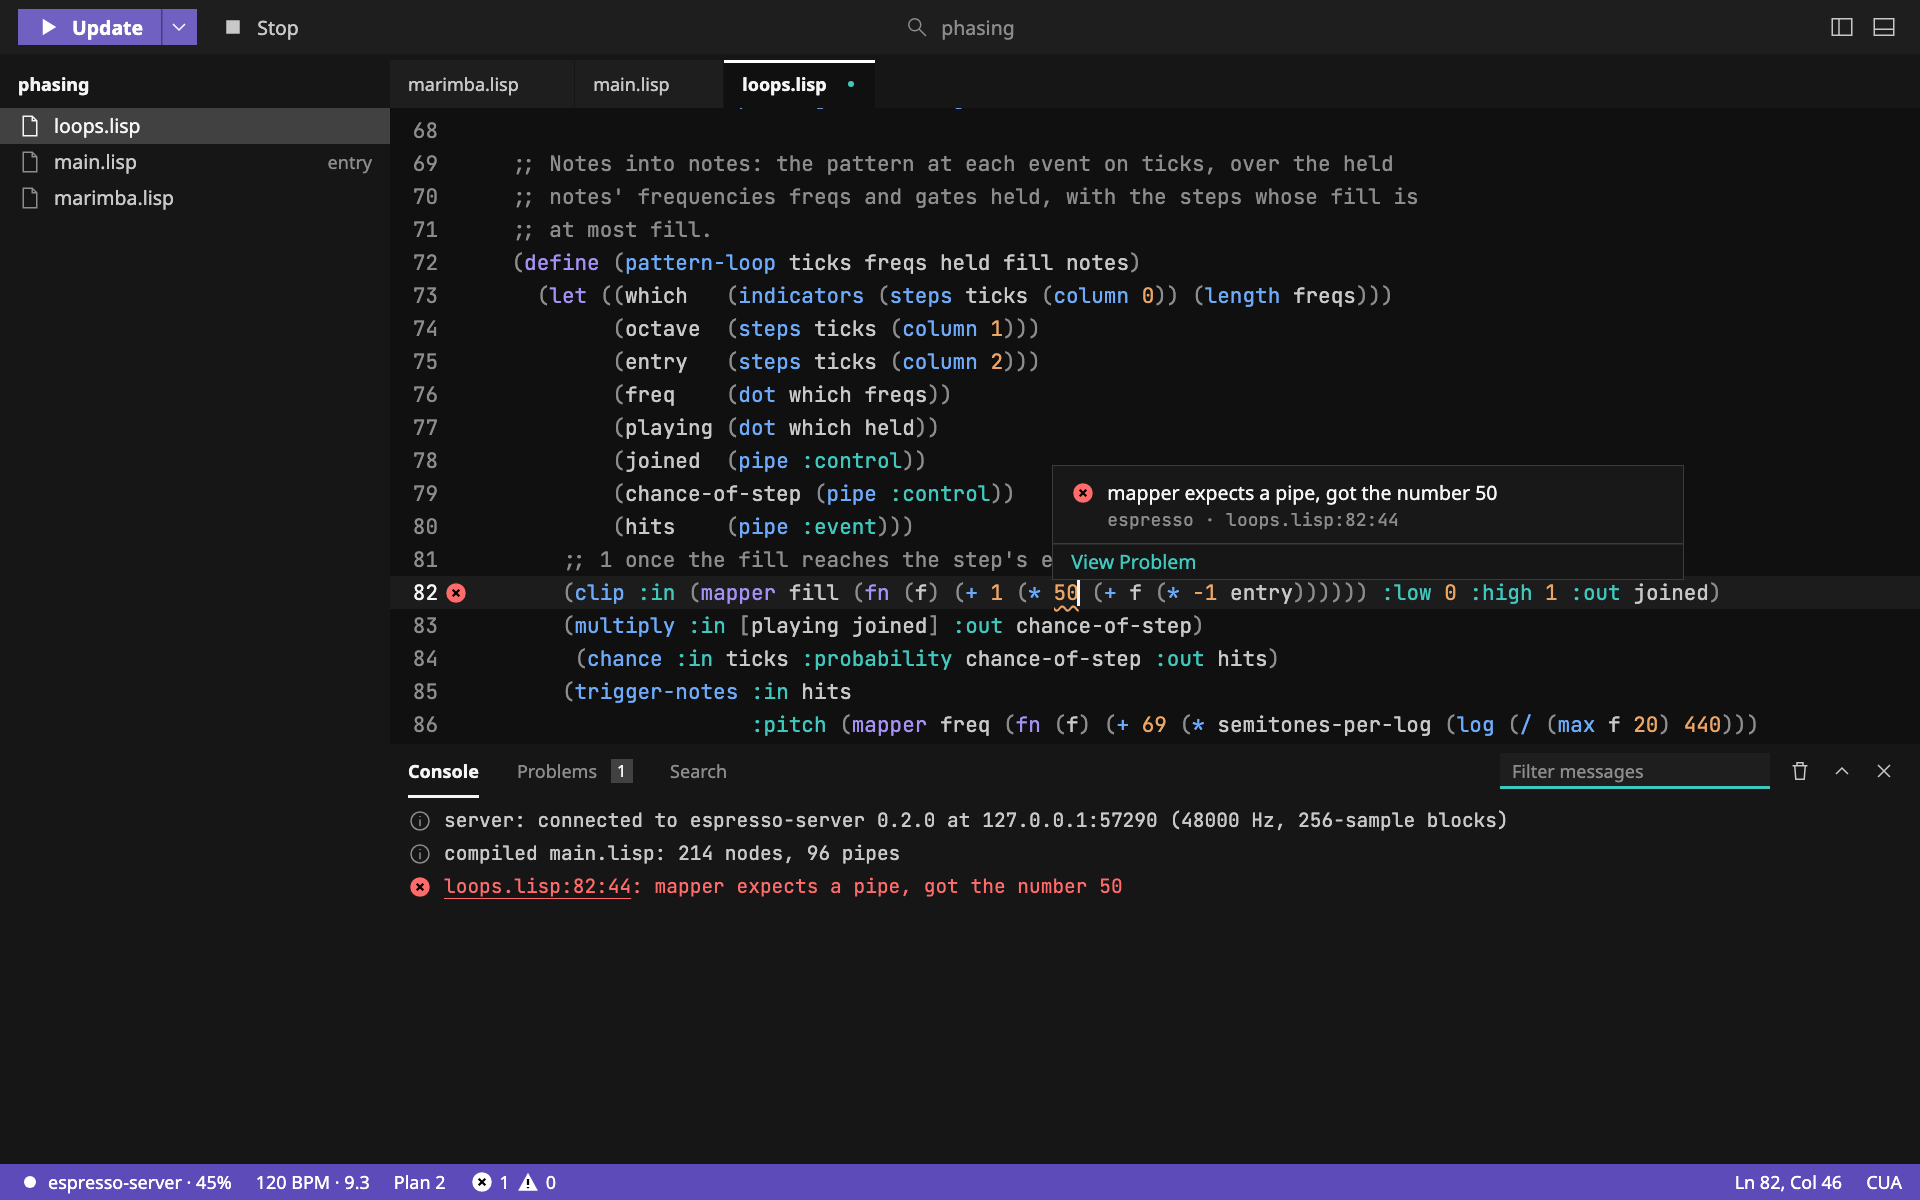 Update
Stop
phasing
phasing
loops.lisp
main.lisp entry
marimba.lisp
marimba.lisp main.lisp loops.lisp
68
69 ;; Notes into notes: the pattern at each event on ticks, over the held
70 ;; notes' frequencies freqs and gates held, with the steps whose fill is
71 ;; at most fill.
72 (define (pattern-loop ticks freqs held fill notes)
73 (let ((which (indicators (steps ticks (column 0)) (length freqs)))
74 (octave (steps ticks (column 1)))
75 (entry (steps ticks (column 2)))
76 (freq (dot which freqs))
77 (playing (dot which held))
78 (joined (pipe :control))
79 (chance-of-step (pipe :control))
80 (hits (pipe :event)))
81 ;; 1 once the fill reaches the step's e
82 (clip :in (mapper fill (fn (f) (+ 1 (* 50 (+ f (* -1 entry)))))) :low 0 :high 1 :out joined)
83 (multiply :in [playing joined] :out chance-of-step)
84 (chance :in ticks :probability chance-of-step :out hits)
85 (trigger-notes :in hits
86 :pitch (mapper freq (fn (f) (+ 69 (* semitones-per-log (log (/ (max f 20) 440)))
mapper expects a pipe, got the number 50
espresso · loops.lisp:82:44
View Problem
Console Problems 1 Search Filter messages
server: connected to espresso-server 0.2.0 at 127.0.0.1:57290 (48000 Hz, 256-sample blocks)
compiled main.lisp: 214 nodes, 96 pipes
loops.lisp:82:44: mapper expects a pipe, got the number 50
espresso-server · 45% 120 BPM · 9.3 Plan 2 1 0 Ln 82, Col 46 CUA